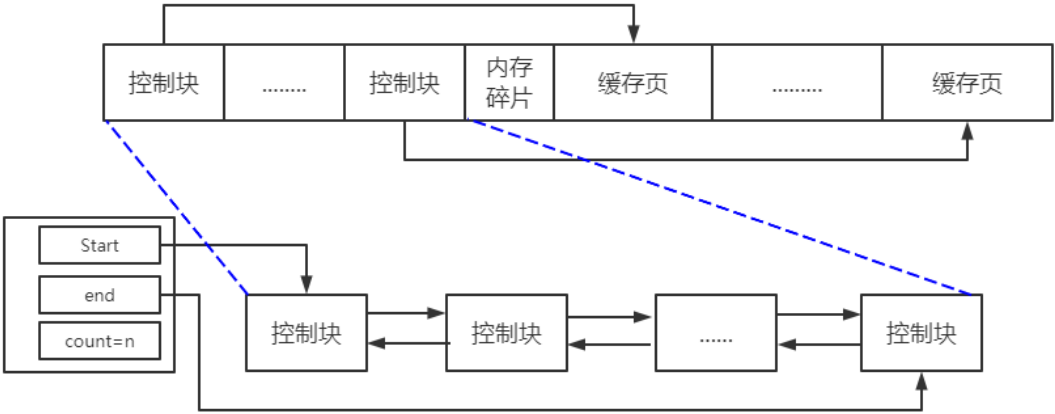 控制块
........
控制块
内存
碎片
缓存页
.........
缓存页
Start
end
count=n
控制块
控制块
......
控制块